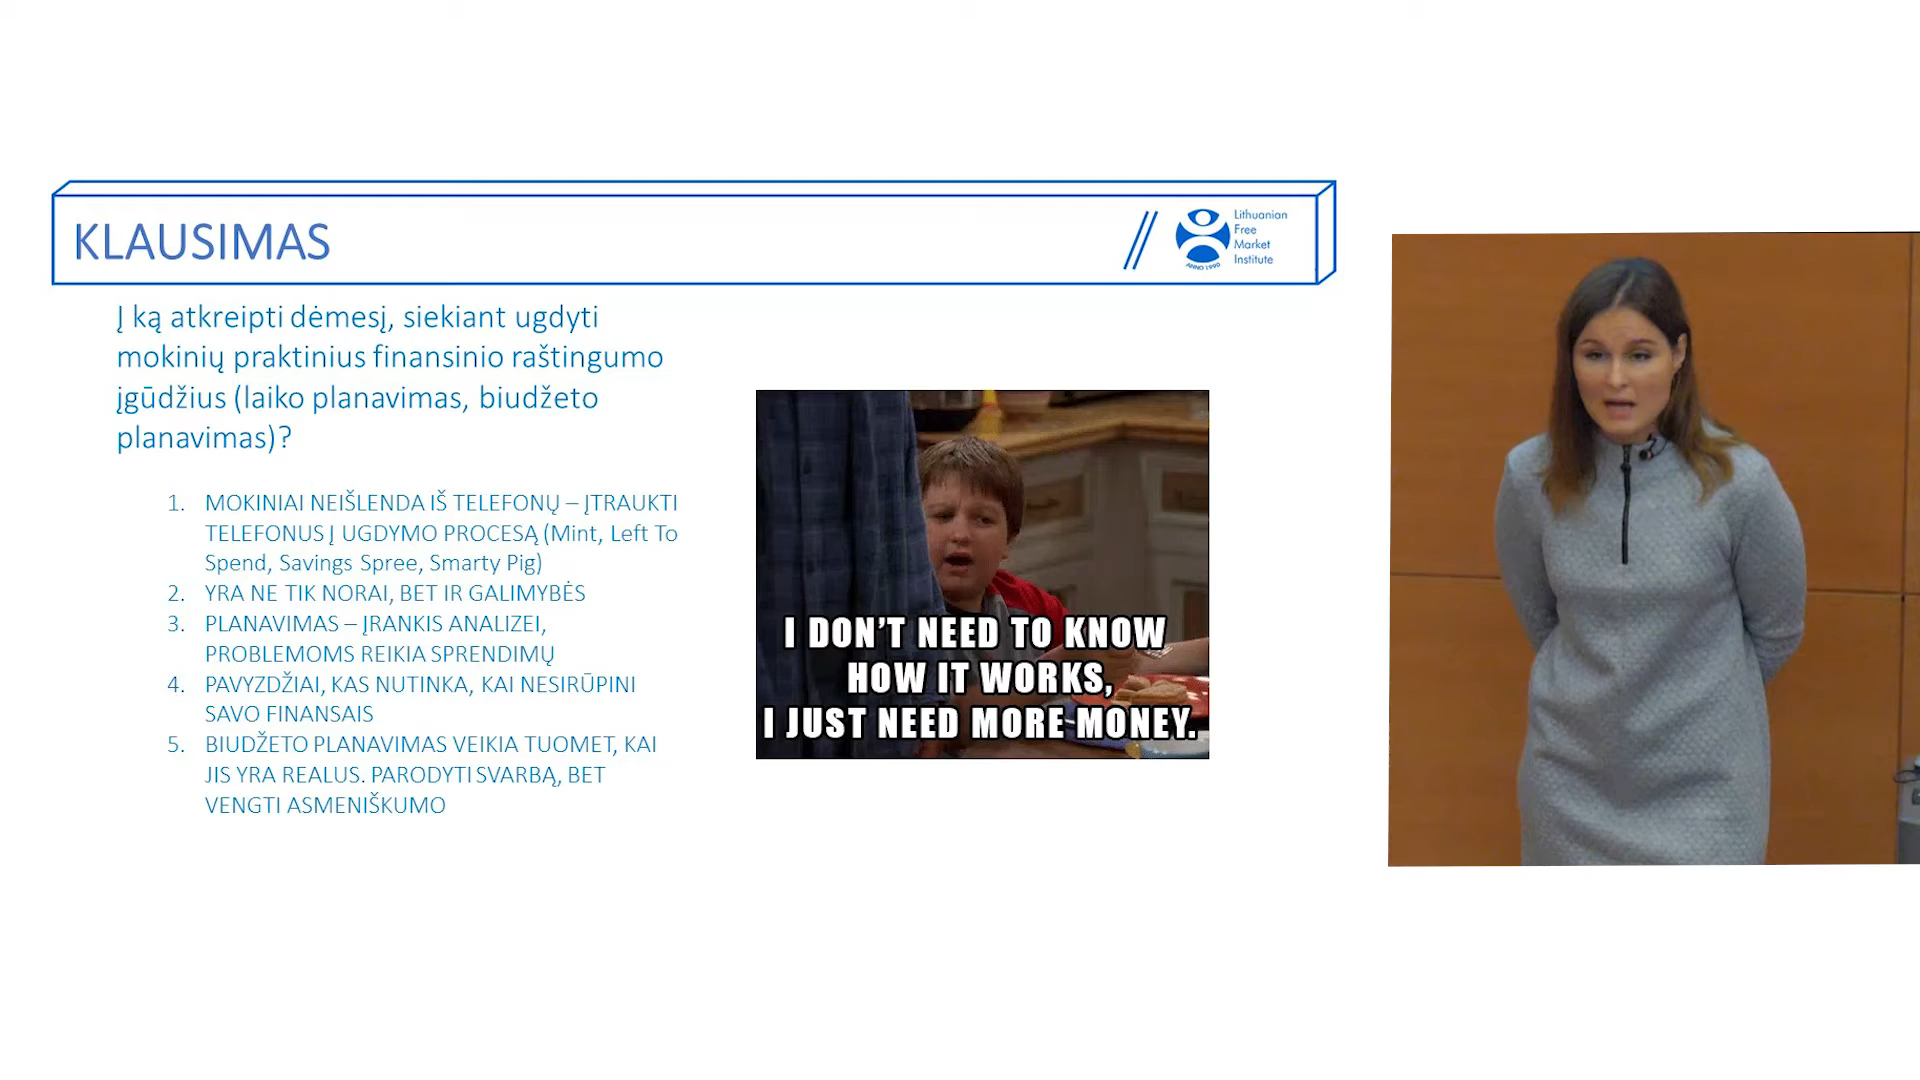 KLAUSIMAS
Lithuanian
Free
Market
Institute
ANNO 1990
Į ką atkreipti dėmesį, siekiant ugdyti
mokinių praktinius finansinio raštingumo
įgūdžius (laiko planavimas, biudžeto
planavimas)?
1. MOKINIAI NEIŠLENDA IŠ TELEFONŲ – ĮTRAUKTI
TELEFONUS Į UGDYMO PROCESĄ (Mint, Left To
Spend, Savings Spree, Smarty Pig)
2. YRA NE TIK NORAI, BET IR GALIMYBĖS
3. PLANAVIMAS – ĮRANKIS ANALIZEI,
PROBLEMOMS REIKIA SPRENDIMŲ
4. PAVYZDŽIAI, KAS NUTINKA, KAI NESIRŪPINI
SAVO FINANSAIS
5. BIUDŽETO PLANAVIMAS VEIKIA TUOMET, KAI
JIS YRA REALUS. PARODYTI SVARBĄ, BET
VENGTI ASMENIŠKUMO
I DON'T NEED TO KNOW
HOW IT WORKS,
I JUST NEED MORE MONEY.